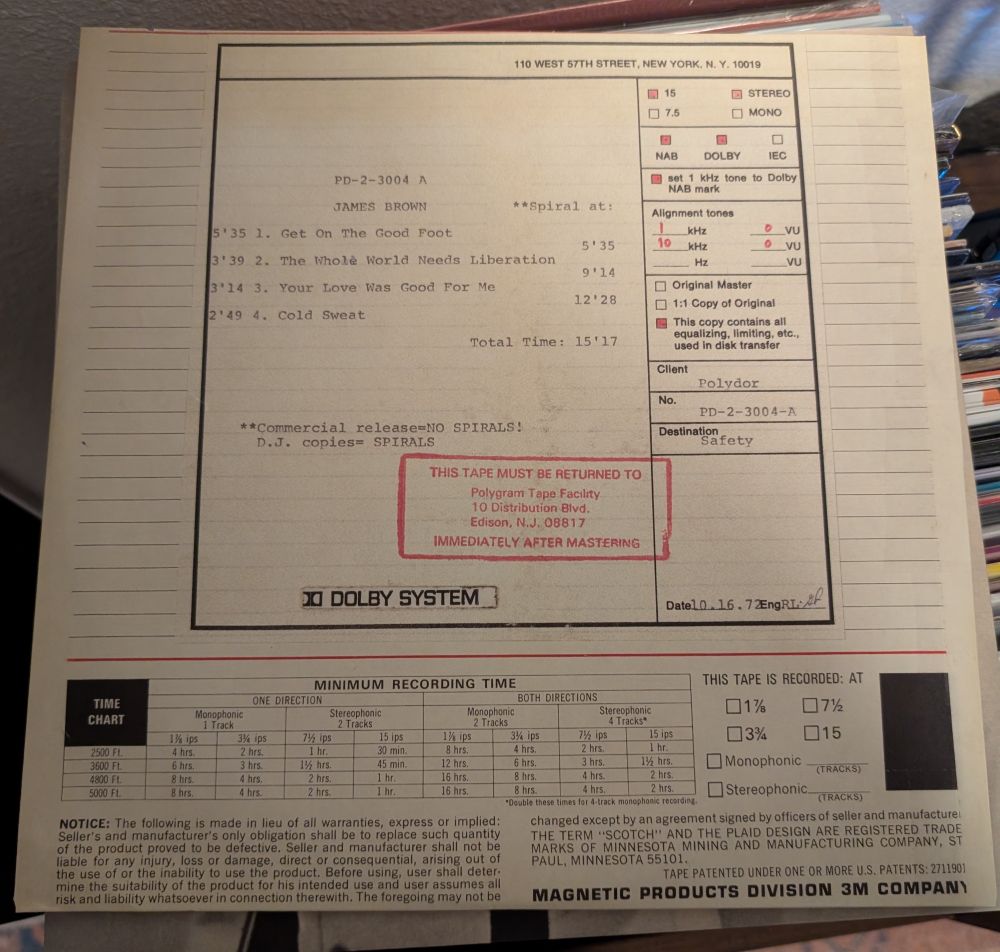 110 WEST 57TH STREET, NEW YORK, N. Y. 10019
15 STEREO
7.5 MONO
NAB DOLBY IEC
set 1 kHz tone to Dolby
NAB mark
Alignment tones
1 kHz 0 VU
10 kHz 0 VU
Hz VU
Original Master
1:1 Copy of Original
This copy contains all
equalizing, limiting, etc.,
used in disk transfer
Client
Polydor
No.
PD-2-3004-A
Destination
Safety
PD-2-3004 A
JAMES BROWN **Spiral at:
5'35 1. Get On The Good Foot
5'35
3'39 2. The Whole World Needs Liberation
9'14
3'14 3. Your Love Was Good For Me
12'28
2'49 4. Cold Sweat
Total Time: 15'17
**Commercial release=NO SPIRALS!
D.J. copies= SPIRALS
THIS TAPE MUST BE RETURNED TO
Polygram Tape Facility
10 Distribution Blvd.
Edison, N.J. 08817
IMMEDIATELY AFTER MASTERING
DOLBY SYSTEM
Date 10.16.72 Eng RL:
MINIMUM RECORDING TIME
TIME CHART
ONE DIRECTION BOTH DIRECTIONS
Monophonic 1 Track Stereophonic 2 Tracks Monophonic 2 Tracks Stereophonic 4 Tracks*
1⅞ ips 3¾ ips 7½ ips 15 ips 1⅞ ips 3¾ ips 7½ ips 15 ips
2500 Ft. 4 hrs. 2 hrs. 1 hr. 30 min. 8 hrs. 4 hrs. 2 hrs. 1 hr.
3600 Ft. 6 hrs. 3 hrs. 1½ hrs. 45 min. 12 hrs. 6 hrs. 3 hrs. 1½ hrs.
4800 Ft. 8 hrs. 4 hrs. 2 hrs. 1 hr. 16 hrs. 8 hrs. 4 hrs. 2 hrs.
5000 Ft. 8 hrs. 4 hrs. 2 hrs. 1 hr. 16 hrs. 8 hrs. 4 hrs. 2 hrs.
*Double these times for 4-track monophonic recording.
THIS TAPE IS RECORDED: AT
1⅞ 7½
3¾ 15
Monophonic
(TRACKS)
Stereophonic
(TRACKS)
NOTICE: The following is made in lieu of all warranties, express or implied:
Seller's and manufacturer's only obligation shall be to replace such quantity
of the product proved to be defective. Seller and manufacturer shall not be
liable for any injury, loss or damage, direct or consequential, arising out of
the use of or the inability to use the product. Before using, user shall deter-
mine the suitability of the product for his intended use and user assumes all
risk and liability whatsoever in connection therewith. The foregoing may not be
changed except by an agreement signed by officers of seller and manufacture
THE TERM "SCOTCH" AND THE PLAID DESIGN ARE REGISTERED TRADE
MARKS OF MINNESOTA MINING AND MANUFACTURING COMPANY, ST
PAUL, MINNESOTA 55101.
TAPE PATENTED UNDER ONE OR MORE U.S. PATENTS: 2711901
MAGNETIC PRODUCTS DIVISION 3M COMPANY